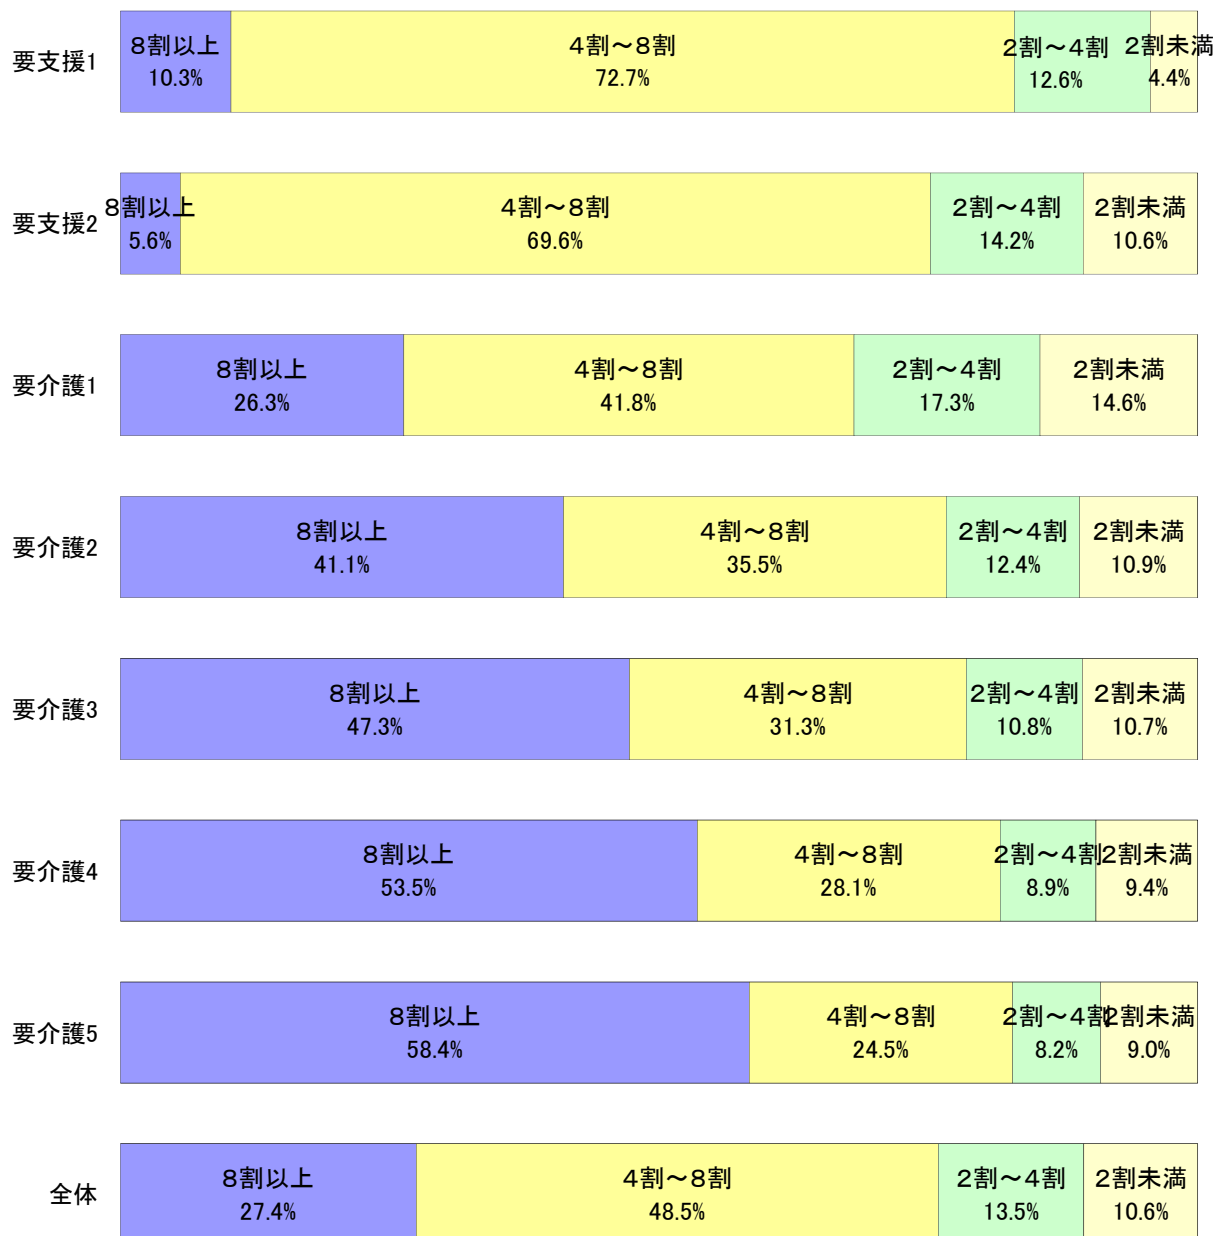 要支援1
8割以上
10.3%
4割～8割
72.7%
2割～4割
12.6%
2割未満
4.4%
要支援2
8割以上
5.6%
4割～8割
69.6%
2割～4割
14.2%
2割未満
10.6%
要介護1
8割以上
26.3%
4割～8割
41.8%
2割～4割
17.3%
2割未満
14.6%
要介護2
8割以上
41.1%
4割～8割
35.5%
2割～4割
12.4%
2割未満
10.9%
要介護3
8割以上
47.3%
4割～8割
31.3%
2割～4割
10.8%
2割未満
10.7%
要介護4
8割以上
53.5%
4割～8割
28.1%
2割～4割
8.9%
2割未満
9.4%
要介護5
8割以上
58.4%
4割～8割
24.5%
2割～4割
8.2%
2割未満
9.0%
全体
8割以上
27.4%
4割～8割
48.5%
2割～4割
13.5%
2割未満
10.6%